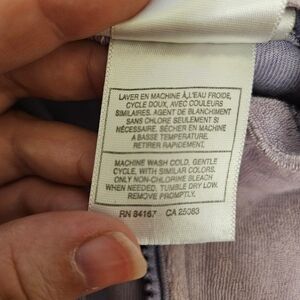 LAVER EN MACHINE À L'EAU FROIDE,
CYCLE DOUX, AVEC COULEURS
SIMILAIRES. AGENT DE BLANCHIMENT
SANS CHLORE SEULEMENT SI
NÉCESSAIRE. SÉCHER EN MACHINE
A BASSE TEMPERATURE.
RETIRER RAPIDEMENT.
MACHINE WASH COLD, GENTLE
CYCLE, WITH SIMILAR COLORS.
ONLY NON-CHLORINE BLEACH
WHEN NEEDED. TUMBLE DRY LOW.
REMOVE PROMPTLY.
RN 84167 CA 25083